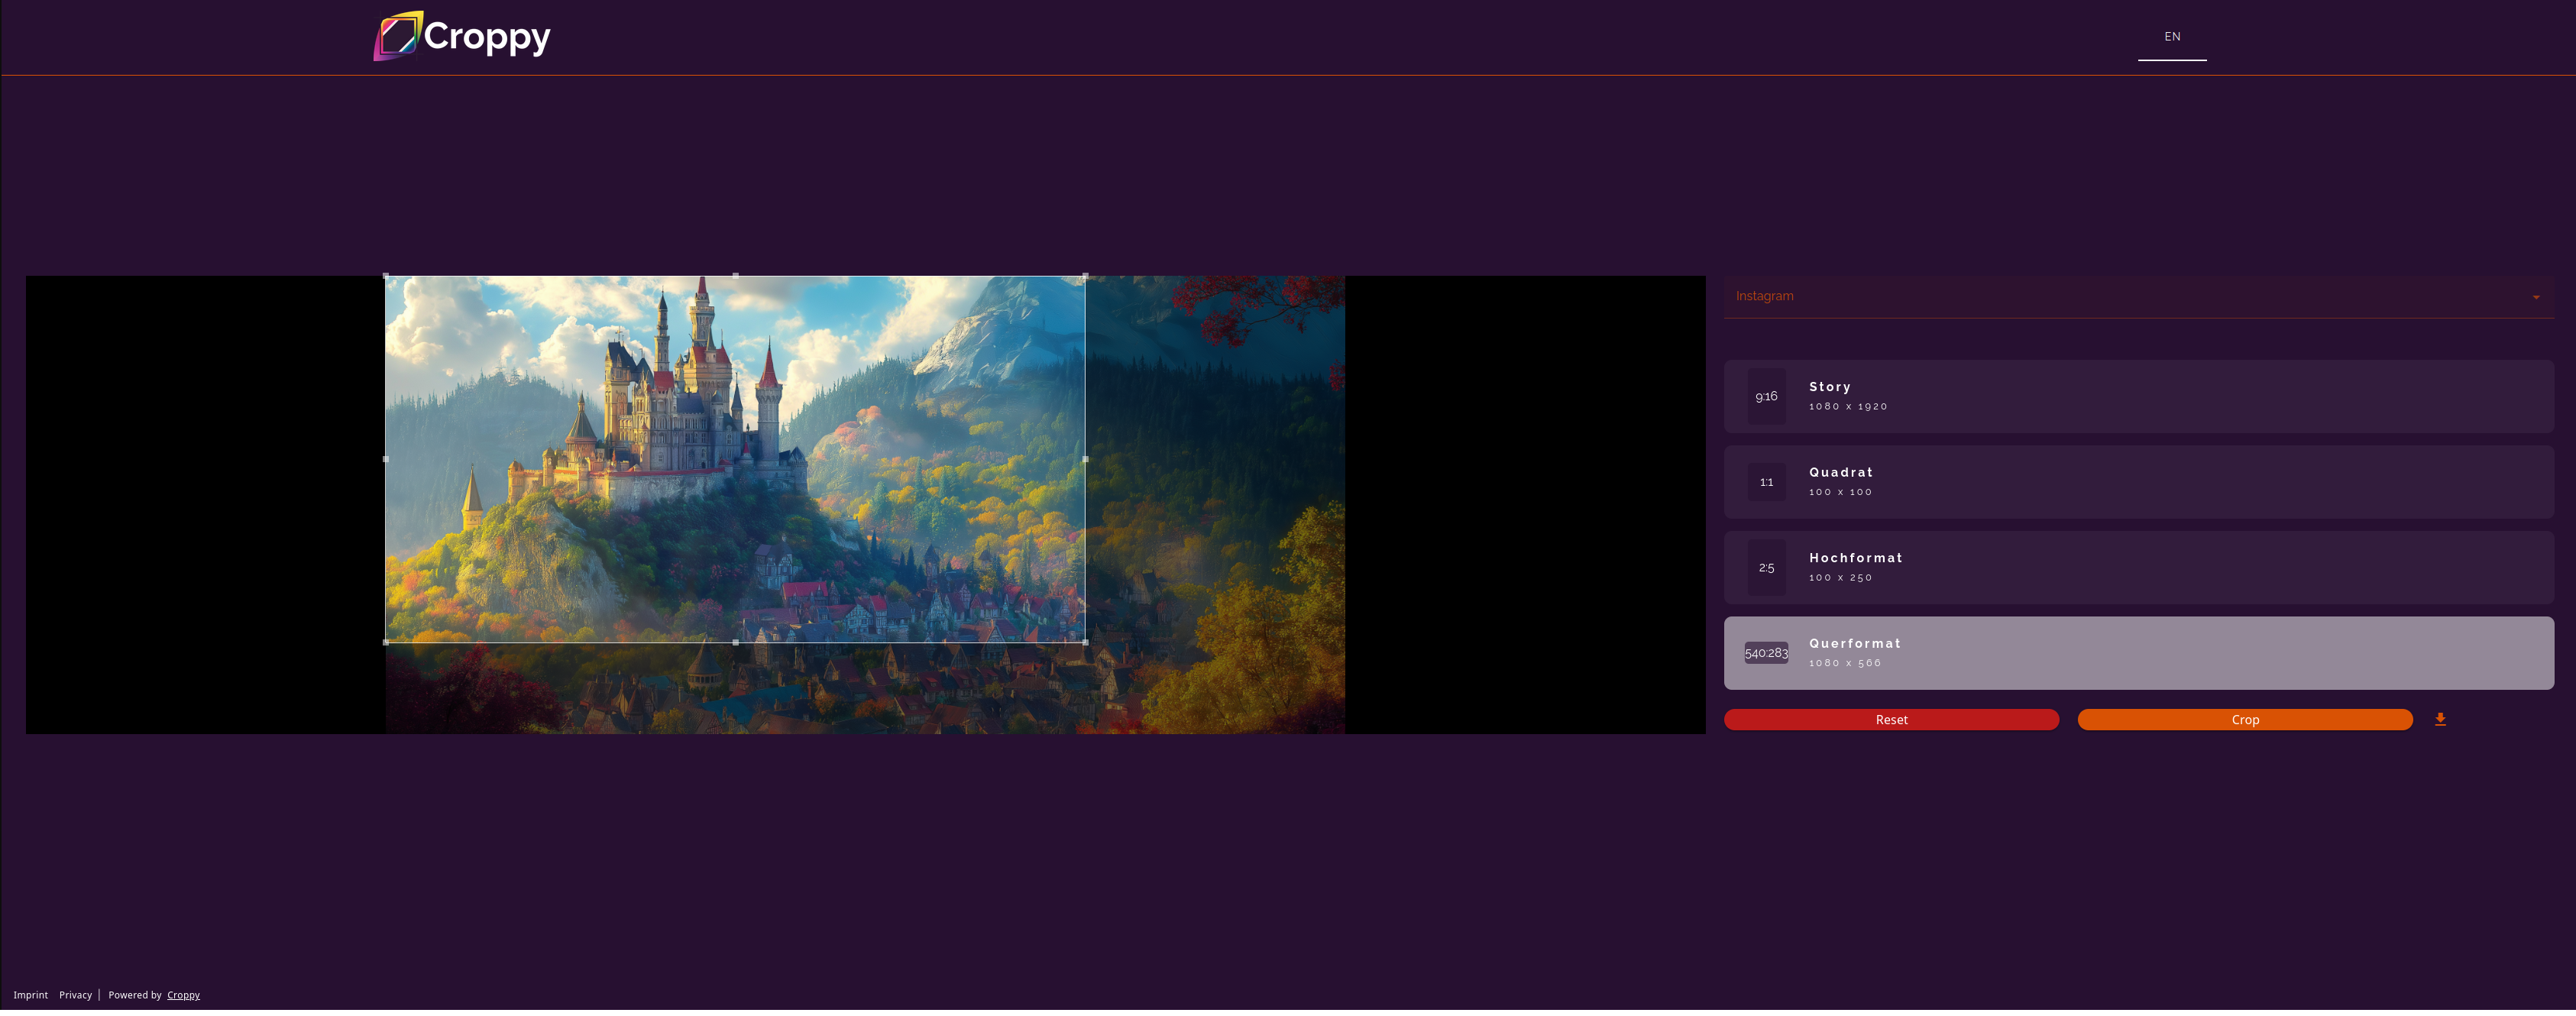 Croppy
EN
Instagram
9:16
Story
1080 x 1920
1:1
Quadrat
100 x 100
2:5
Hochformat
100 x 250
540:283
Querformat
1080 x 566
Reset
Crop
Imprint Privacy | Powered by Croppy